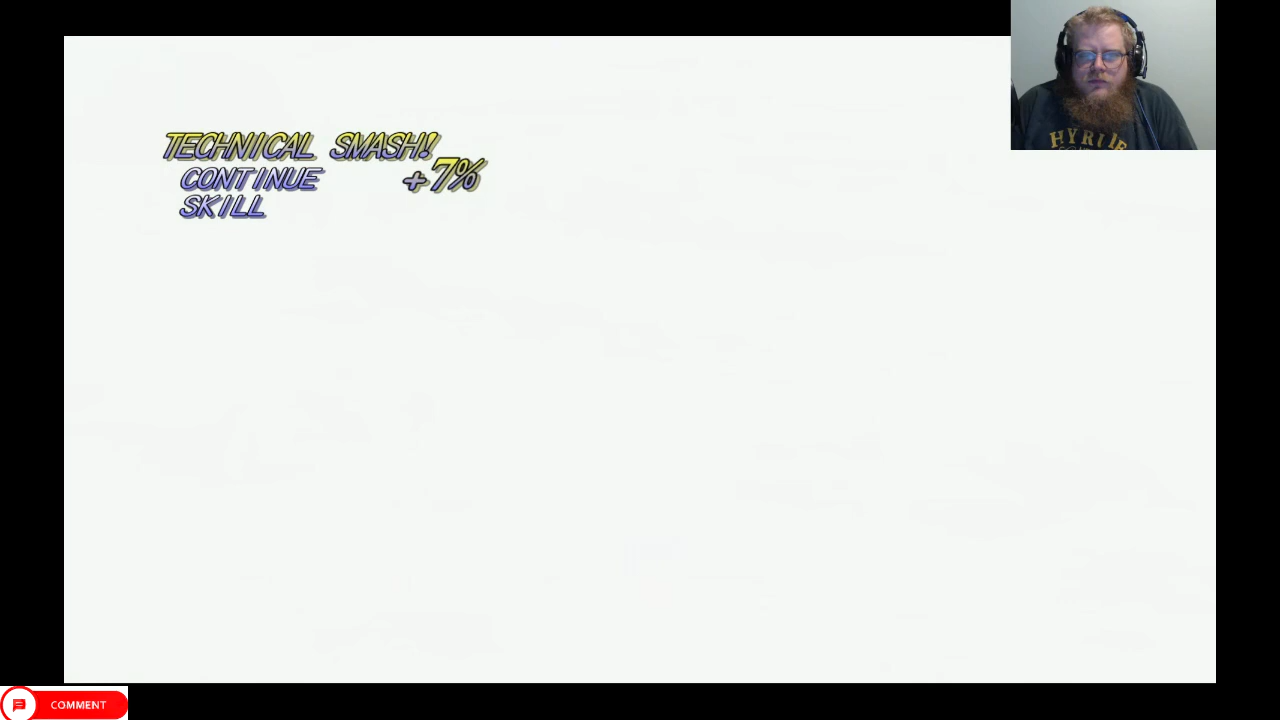 TECHNICAL SMASH!
CONTINUE +7%
SKILL
HYRULE
COMMENT